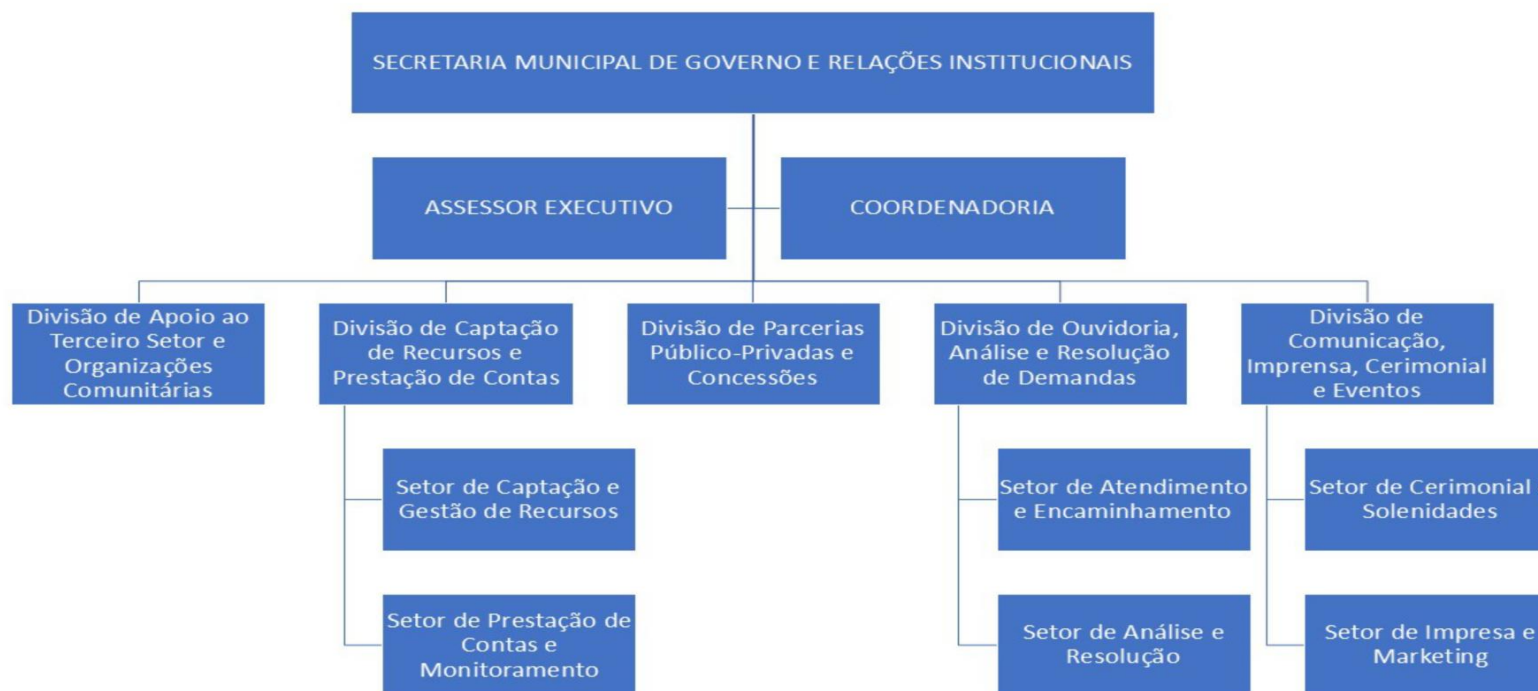 SECRETARIA MUNICIPAL DE GOVERNO E RELAÇÕES INSTITUCIONAIS
ASSESSOR EXECUTIVO
COORDENADORIA
Divisão de Apoio ao
Terceiro Setor e
Organizações
Comunitárias
Divisão de Captação
de Recursos e
Prestação de Contas
Divisão de Parcerias
Público-Privadas e
Concessões
Divisão de Ouvidoria,
Análise e Resolução
de Demandas
Divisão de
Comunicação,
Imprensa, Cerimonial
e Eventos
Setor de Captação e
Gestão de Recursos
Setor de Atendimento
e Encaminhamento
Setor de Cerimonial
Solenidades
Setor de Prestação de
Contas e
Monitoramento
Setor de Análise e
Resolução
Setor de Impresa e
Marketing